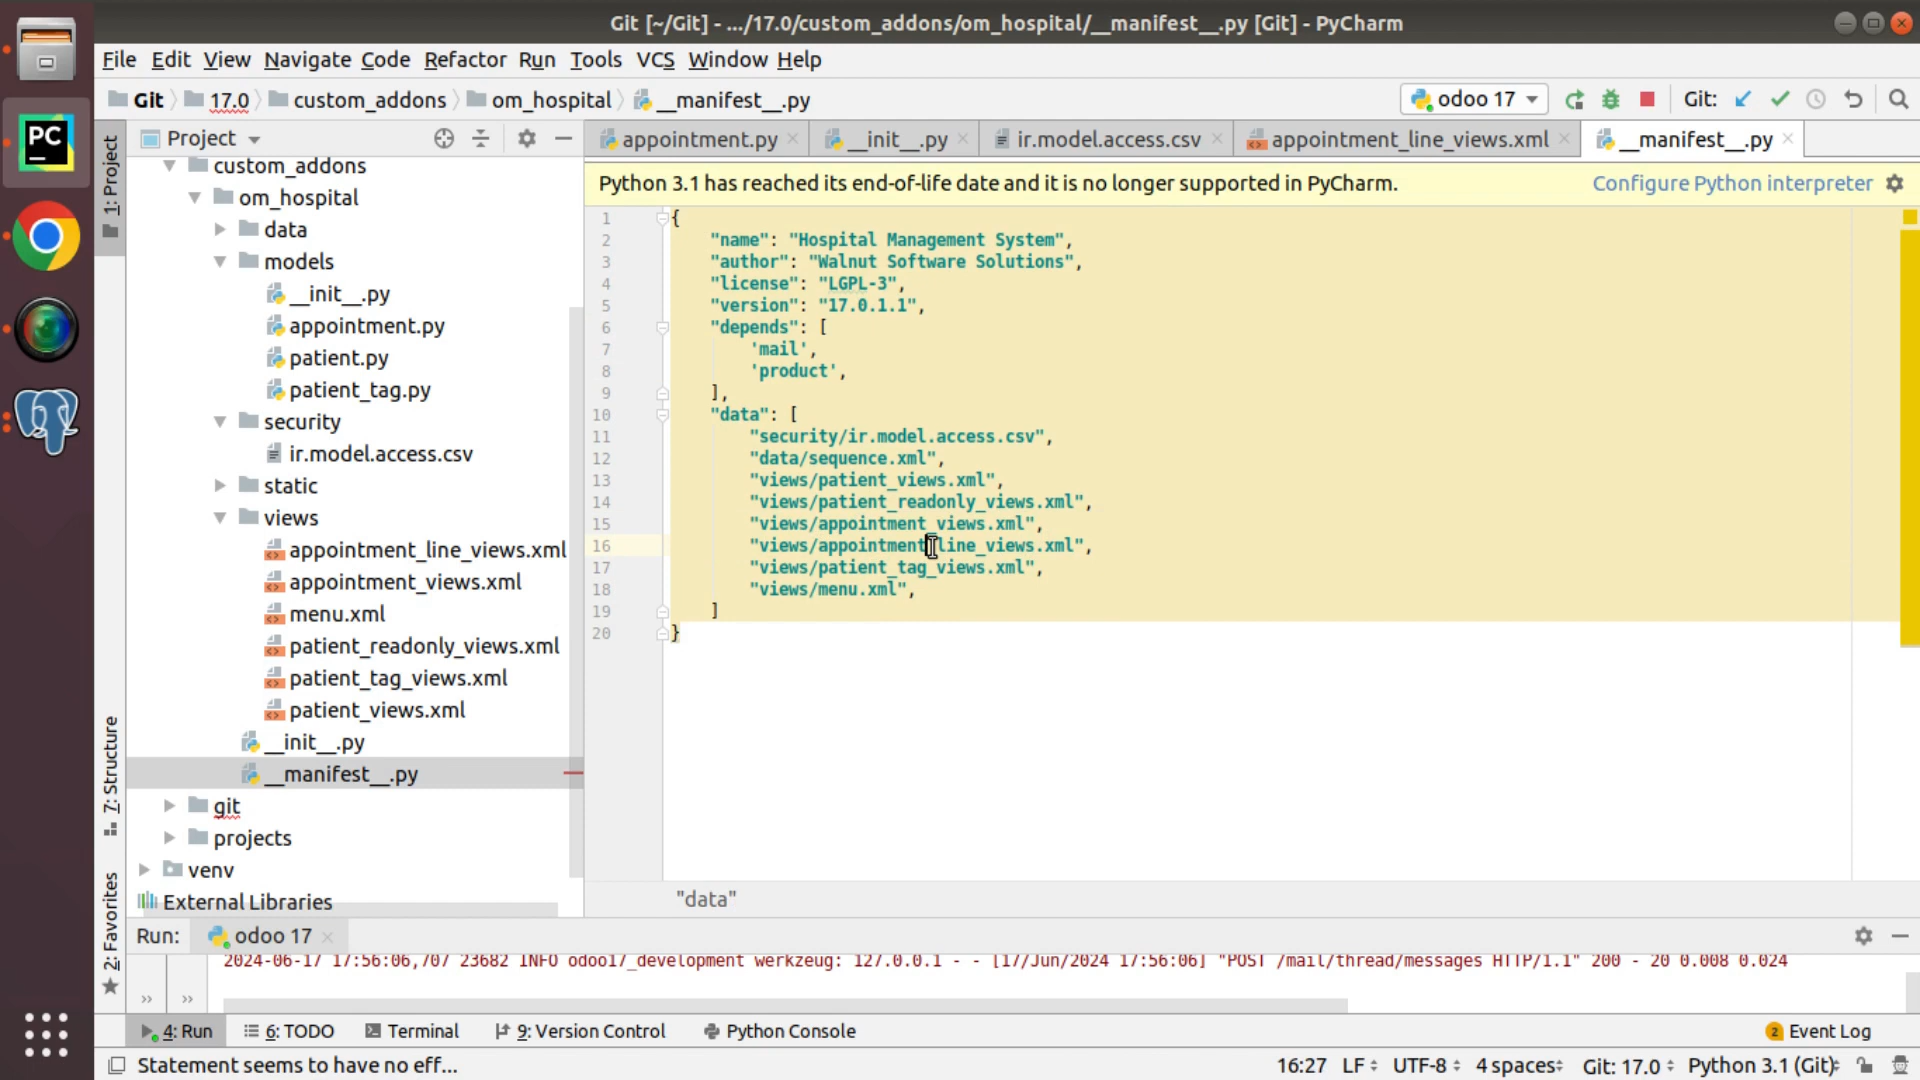 Git [~/Git] - .../17.0/custom_addons/om_hospital/__manifest__.py [Git] - PyCharm
File Edit View Navigate Code Refactor Run Tools VCS Window Help
Git 17.0 custom_addons om_hospital __manifest__.py odoo 17 Git:
Project
appointment.py __init__.py ir.model.access.csv appointment_line_views.xml __manifest__.py
Python 3.1 has reached its end-of-life date and it is no longer supported in PyCharm. Configure Python interpreter
1: Project
7: Structure
2: Favorites
PC
custom_addons
om_hospital
data
models
__init__.py
appointment.py
patient.py
patient_tag.py
security
ir.model.access.csv
static
views
appointment_line_views.xml
appointment_views.xml
menu.xml
patient_readonly_views.xml
patient_tag_views.xml
patient_views.xml
__init__.py
__manifest__.py
git
projects
venv
External Libraries
1 {
2 "name": "Hospital Management System",
3 "author": "Walnut Software Solutions",
4 "license": "LGPL-3",
5 "version": "17.0.1.1",
6 "depends": [
7 'mail',
8 'product',
9 ],
10 "data": [
11 "security/ir.model.access.csv",
12 "data/sequence.xml",
13 "views/patient_views.xml",
14 "views/patient_readonly_views.xml",
15 "views/appointment_views.xml",
16 "views/appointment_line_views.xml",
17 "views/patient_tag_views.xml",
18 "views/menu.xml",
19 ]
20 }
"data"
Run: odoo 17
2024-06-17 17:56:06,707 23682 INFO odoo17_development werkzeug: 127.0.0.1 - - [17/Jun/2024 17:56:06] "POST /mail/thread/messages HTTP/1.1" 200 - 20 0.008 0.024
» »
4: Run 6: TODO Terminal 9: Version Control Python Console 2 Event Log
Statement seems to have no eff... 16:27 LF UTF-8 4 spaces Git: 17.0 Python 3.1 (Git)